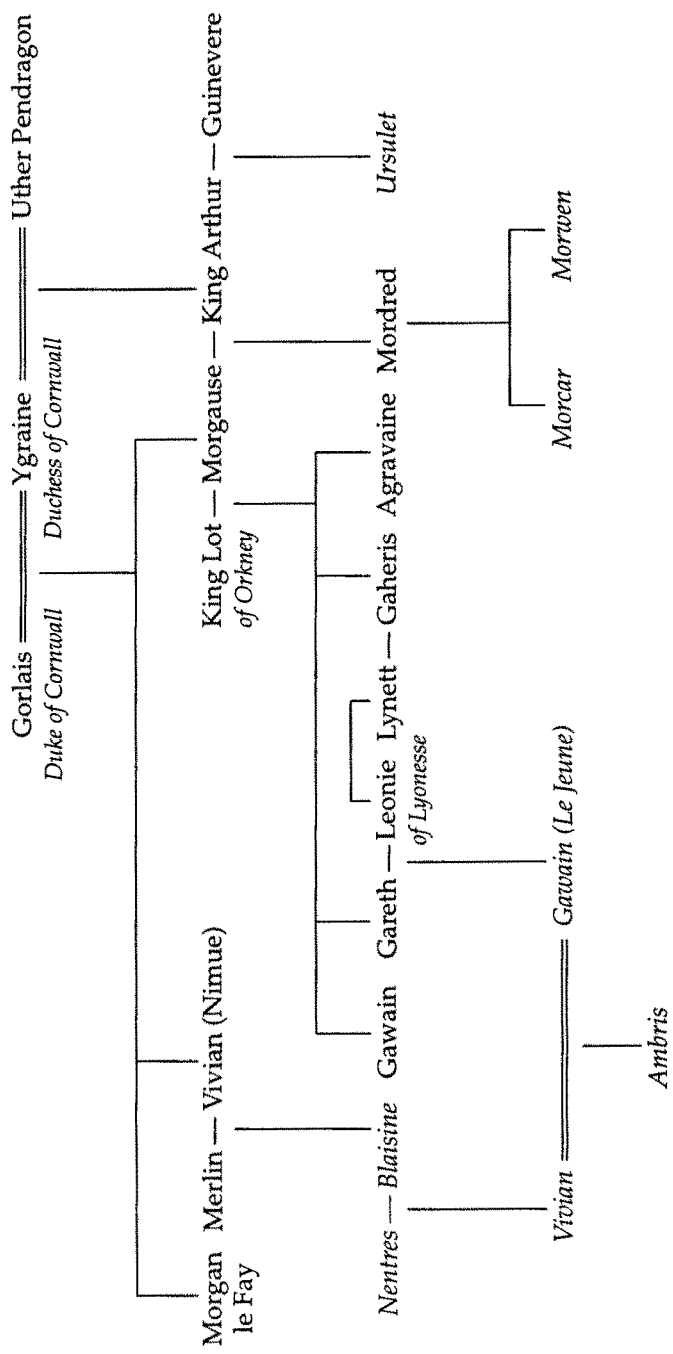 Gorlais Ygraine Uther Pendragon
Duke of Cornwall Duchess of Cornwall
Morgan Merlin — Vivian (Nimue) King Lot — Morgause — King Arthur — Guinevere
le Fay of Orkney
Nentres — Blaisine Gawain Gareth — Leonie Lynett — Gaheris Agravaine Mordred Ursulet
of Lyonesse
Vivian Gawain (Le Jeune) Morcar Morwen
Ambris